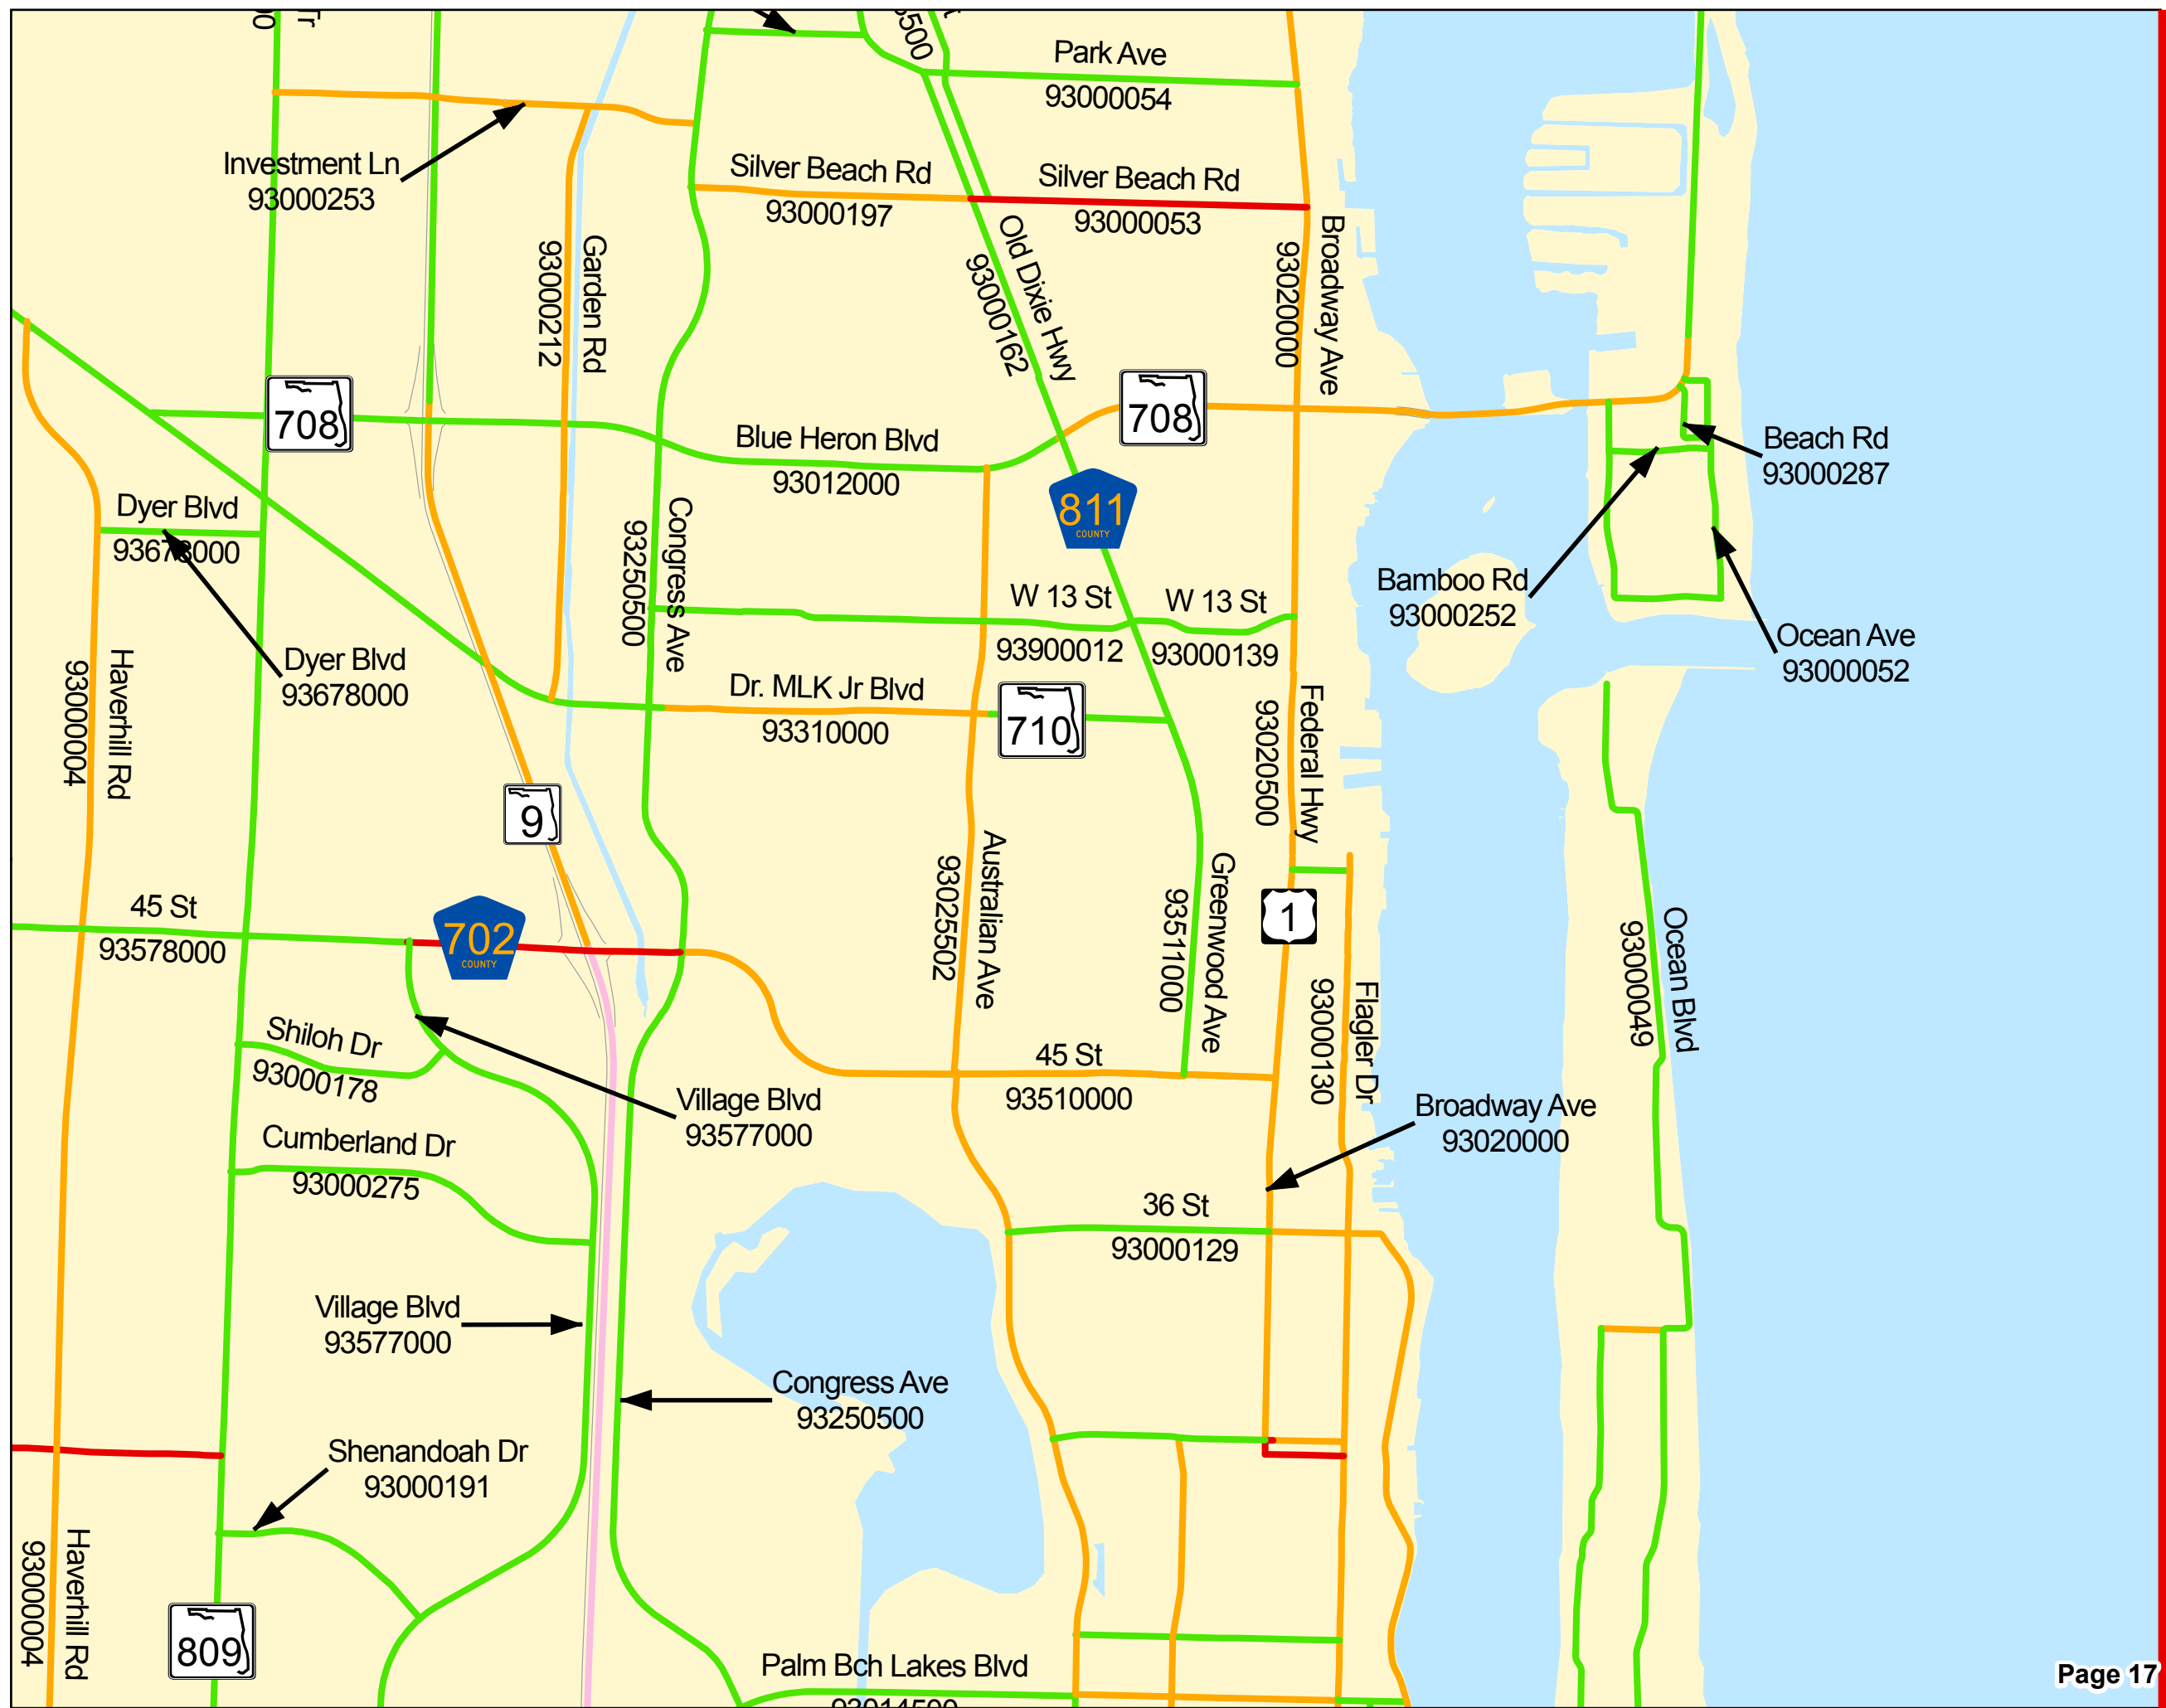 Park Ave
93000054
Investment Ln
93000253
Silver Beach Rd
93000197
Silver Beach Rd
93000053
Garden Rd
93000212
Old Dixie Hwy
93000162
Broadway Ave
93020000
708
708
Blue Heron Blvd
93012000
Beach Rd
93000287
Dyer Blvd
93678000
811
COUNTY
Congress Ave
93250500
W 13 St
93900012
W 13 St
93000139
Bamboo Rd
93000252
Ocean Ave
93000052
Dyer Blvd
93678000
Haverhill Rd
93000004
Dr. MLK Jr Blvd
93310000
710
Federal Hwy
93020500
9
Australian Ave
93025502
Greenwood Ave
93511000
1
45 St
93578000
702
COUNTY
Ocean Blvd
93000049
Flagler Dr
93000130
Shiloh Dr
93000178
45 St
93510000
Village Blvd
93577000
Broadway Ave
93020000
Cumberland Dr
93000275
36 St
93000129
Village Blvd
93577000
Congress Ave
93250500
Shenandoah Dr
93000191
Haverhill Rd
93000004
809
Palm Bch Lakes Blvd
93014500
Page 17